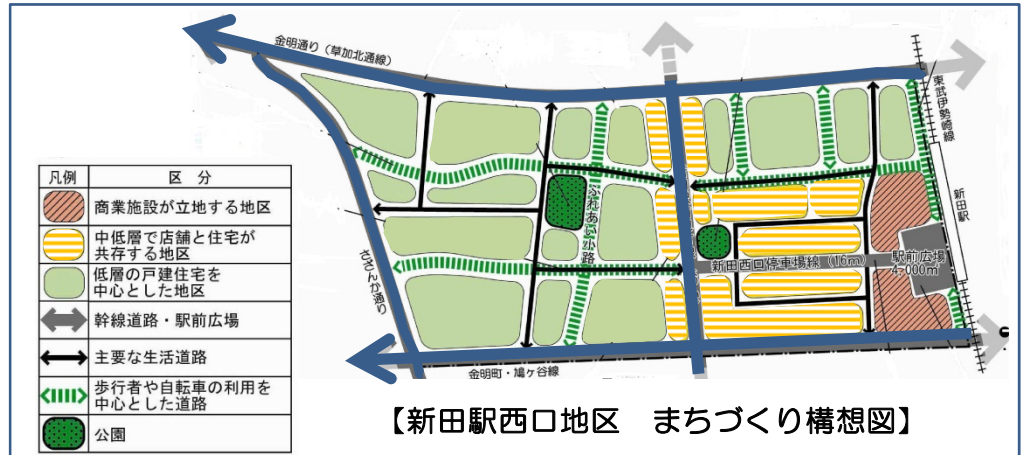 金明通り（草加北通線）
東武伊勢崎線
新田駅
凡例
区　分
商業施設が立地する地区
中低層で店舗と住宅が
共存する地区
低層の戸建住宅を
中心とした地区
幹線道路・駅前広場
主要な生活道路
歩行者や自転車の利用を
中心とした道路
公園
さざんか通り
ふれあい小路
新田西口停車場線（16m）
駅前広場
4,000㎡
金明町・鳩ヶ谷線
【新田駅西口地区　まちづくり構想図】